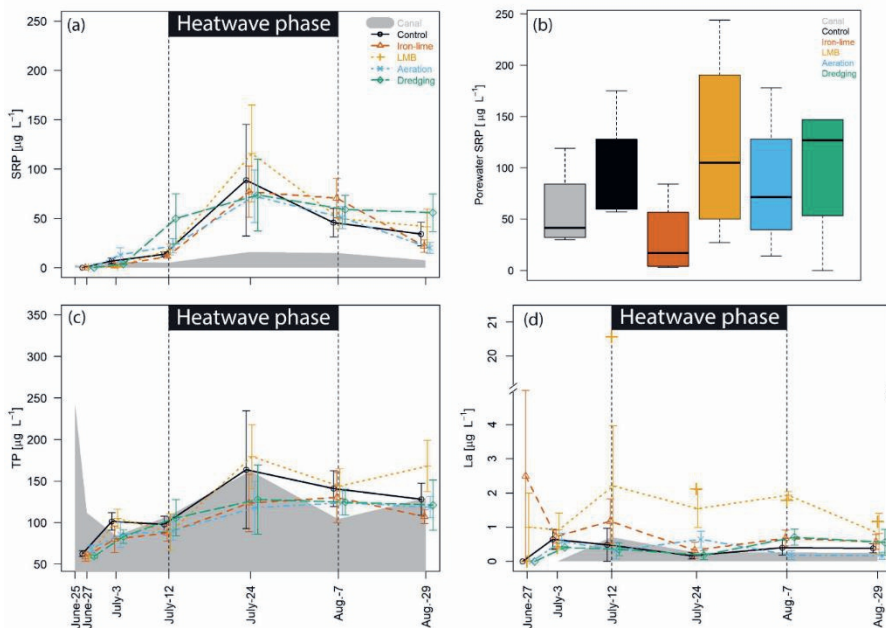 (a)
Heatwave phase
Canal
Control
Iron-lime
LMB
Aeration
Dredging
SRP [µg L⁻¹]
250
200
150
100
50
0
(b)
Canal
Control
Iron-lime
LMB
Aeration
Dredging
Porewater SRP [µg L⁻¹]
250
200
150
100
50
0
(c)
Heatwave phase
TP [µg L⁻¹]
350
300
250
200
150
100
50
June-25
June-27
July-3
July-12
July-24
Aug.-7
Aug.-29
(d)
Heatwave phase
La [µg L⁻¹]
21
20
4
3
2
1
0
June-27
July-3
July-12
July-24
Aug.-7
Aug.-29